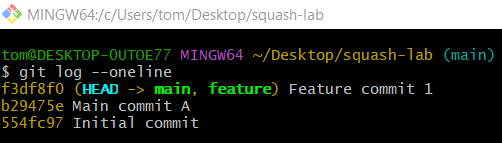 MINGW64:/c/Users/tom/Desktop/squash-lab
tom@DESKTOP-OUTOE77 MINGW64 ~/Desktop/squash-lab (main)
$ git log --oneline
f3df8f0 (HEAD -> main, feature) Feature commit 1
b29475e Main commit A
554fc97 Initial commit